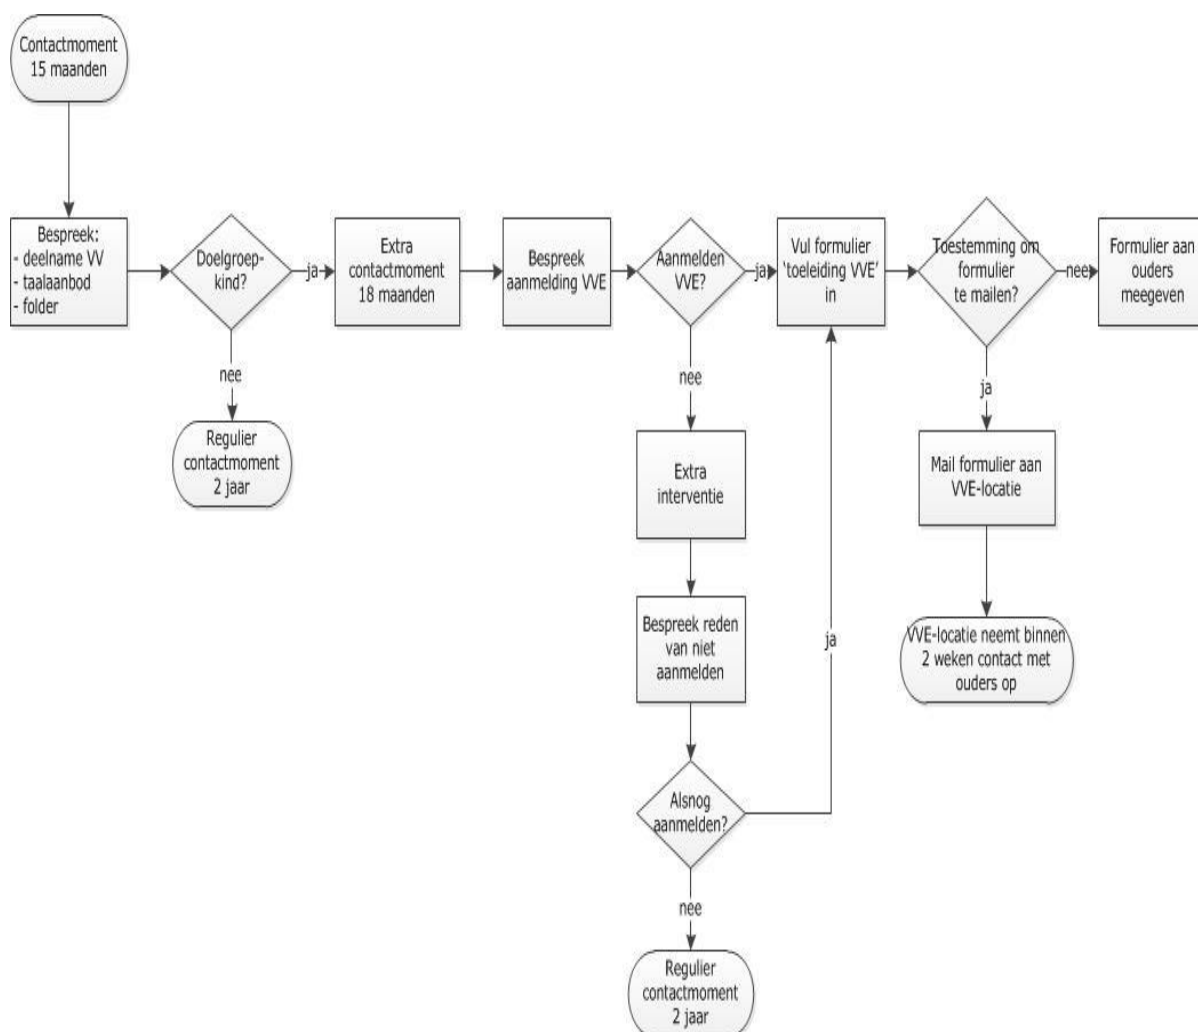 Contactmoment
15 maanden
Bespreek:
- deelname VV
- taalaanbod
- folder
Doelgroep-
kind?
ja
nee
Regulier
contactmoment
2 jaar
Extra
contactmoment
18 maanden
Bespreek
aanmelding VVE
Aanmelden
VVE?
ja
nee
Extra
interventie
Bespreek reden
van niet
aanmelden
Alsnog
aanmelden?
ja
nee
Regulier
contactmoment
2 jaar
Vul formulier
'toeleiding VVE'
in
Toestemming om
formulier
te mailen?
nee
Formulier aan
ouders
meegeven
ja
Mail formulier aan
VVE-locatie
VVE-locatie neemt binnen
2 weken contact met
ouders op